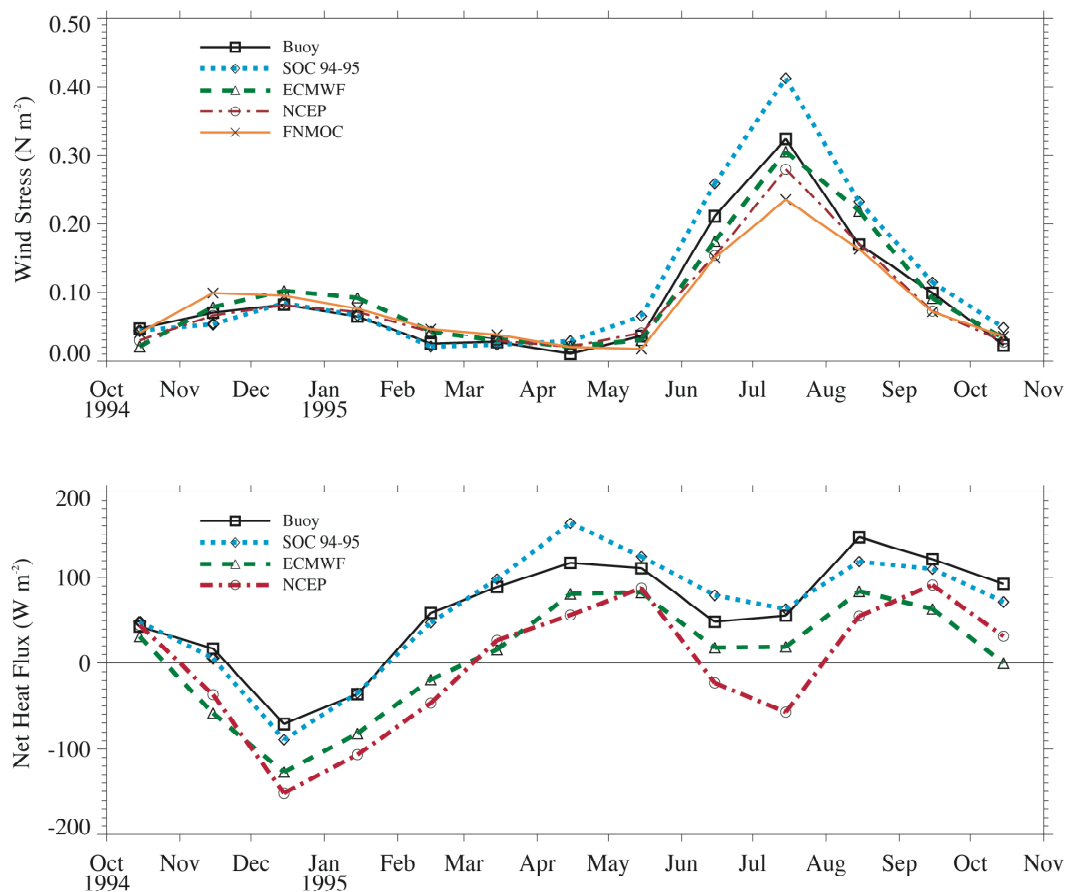 0.50
0.40
0.30
0.20
0.10
0.00
Wind Stress (N m-2)
Buoy
SOC 94-95
ECMWF
NCEP
FNMOC
Oct Nov Dec Jan Feb Mar Apr May Jun Jul Aug Sep Oct Nov
1994 1995
200
100
0
-100
-200
Net Heat Flux (W m-2)
Buoy
SOC 94-95
ECMWF
NCEP
Oct Nov Dec Jan Feb Mar Apr May Jun Jul Aug Sep Oct Nov
1994 1995